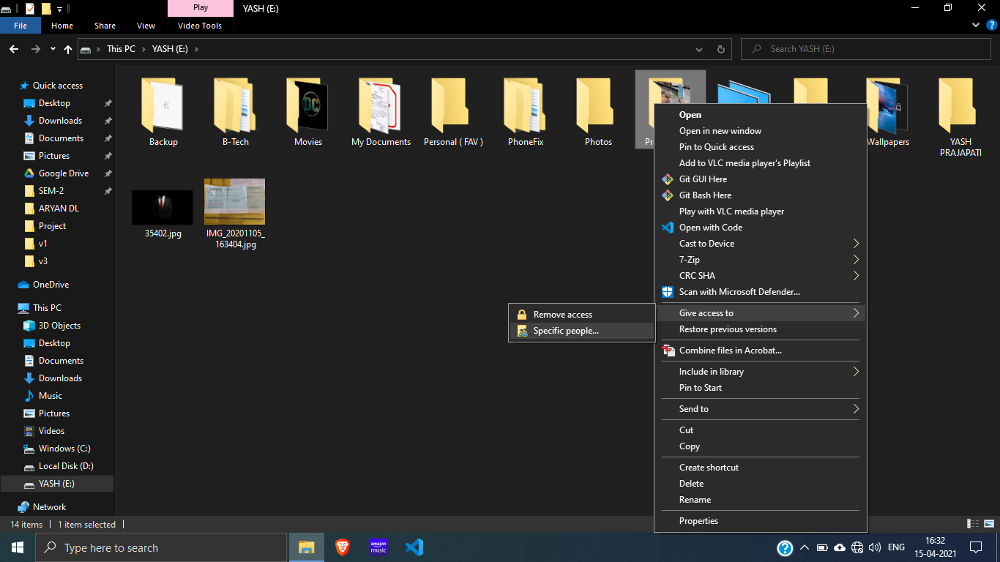 Play
YASH (E:)
File
Home
Share
View
Video Tools
This PC
YASH (E:)
Search YASH (E:)
Quick access
Desktop
Downloads
Documents
Pictures
Google Drive
SEM-2
ARYAN DL
Project
v1
v3
OneDrive
This PC
3D Objects
Desktop
Documents
Downloads
Music
Pictures
Videos
Windows (C:)
Local Disk (D:)
YASH (E:)
Network
Backup
B-Tech
Movies
My Documents
Personal ( FAV )
PhoneFix
Photos
Wallpapers
YASH
PRAJAPATI
35402.jpg
IMG_20201105_
163404.jpg
Open
Open in new window
Pin to Quick access
Add to VLC media player's Playlist
Git GUI Here
Git Bash Here
Play with VLC media player
Open with Code
Cast to Device
7-Zip
CRC SHA
Scan with Microsoft Defender...
Give access to
Remove access
Specific people...
Restore previous versions
Combine files in Acrobat...
Include in library
Pin to Start
Send to
Cut
Copy
Create shortcut
Delete
Rename
Properties
14 items
1 item selected
Type here to search
amazon
music
ENG
16:32
15-04-2021